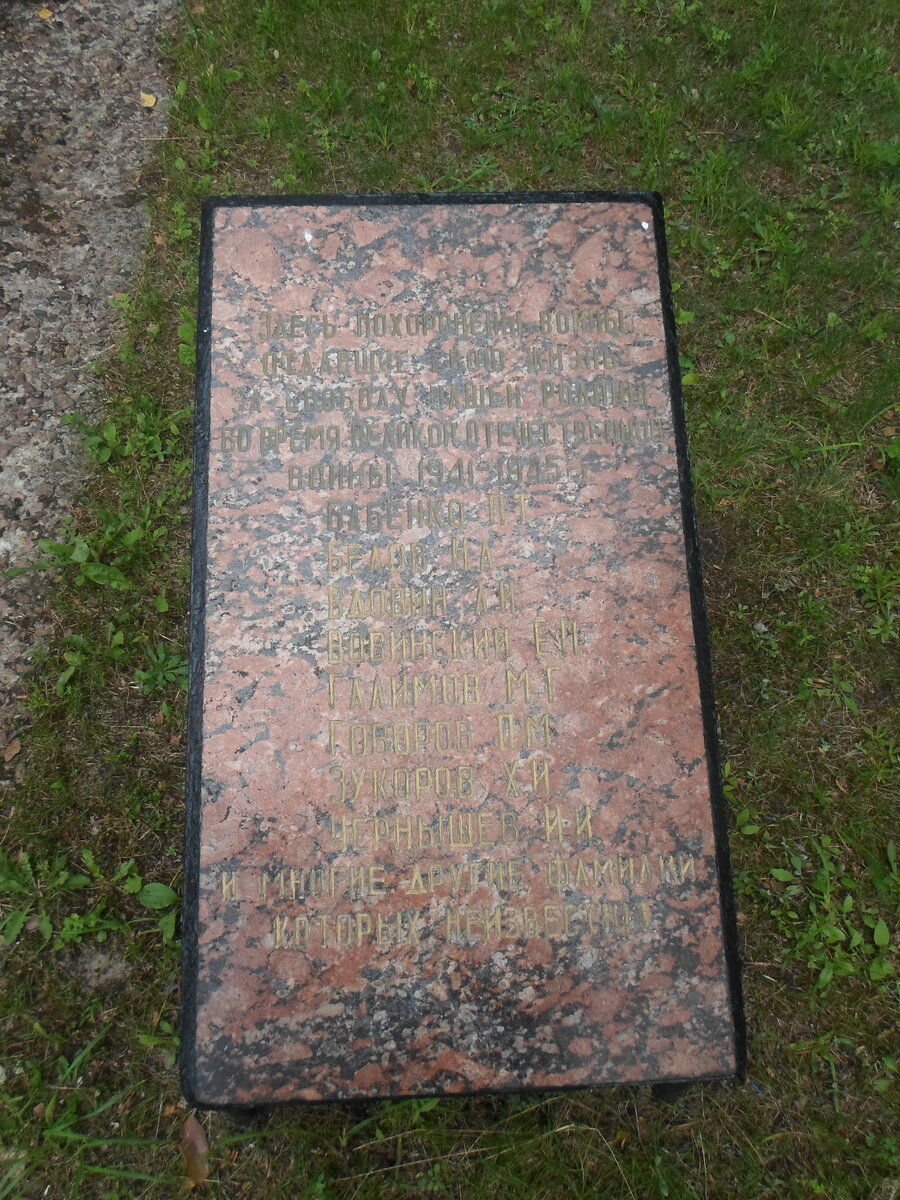 ЗДЕСЬ ПОХОРОНЕНЫ ВОИНЫ,
ОТДАВШИЕ СВОЮ ЖИЗНЬ
ЗА СВОБОДУ НАШЕЙ РОДИНЫ
ВО ВРЕМЯ ВЕЛИКОЙ ОТЕЧЕСТВЕННОЙ
ВОЙНЫ 1941-1945
БАБЕНКО П.Т.
БЕЛОВ И.А.
ВДОВИН А.И.
ВОВИНСКИЙ
ГАЛИМОВ М.Г.
ГОВОРОВ П.М.
ЗУКОРОВ Х.И.
ЧЕРНЫШЕВ И.И.
И МНОГИЕ ДРУГИЕ, ФАМИЛИИ
КОТОРЫХ НЕИЗВЕСТНЫ.